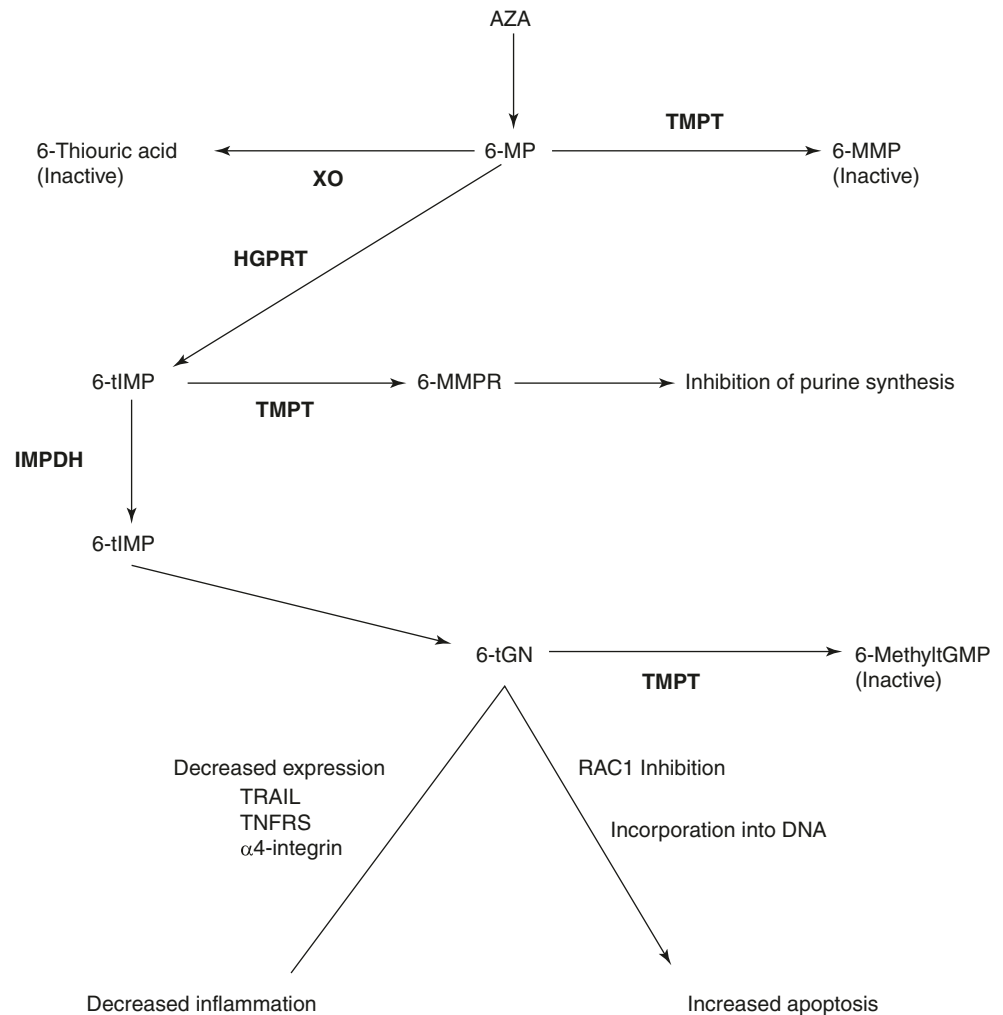 AZA
TMPT
6-Thiouric acid
(Inactive)
6-MP
6-MMP
(Inactive)
XO
HGPRT
6-tIMP
6-MMPR
Inhibition of purine synthesis
TMPT
IMPDH
6-tIMP
6-tGN
6-MethyltGMP
(Inactive)
TMPT
Decreased expression
TRAIL
TNFRS
α4-integrin
RAC1 Inhibition
Incorporation into DNA
Decreased inflammation
Increased apoptosis